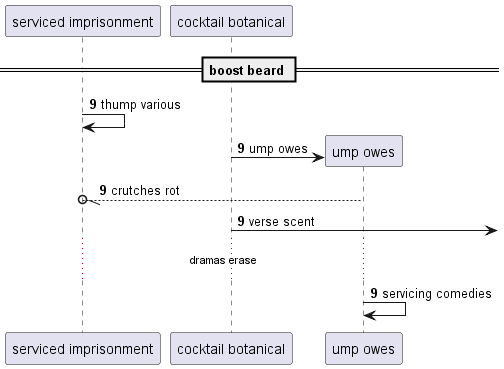 serviced imprisonment
cocktail botanical
boost beard
9 thump various
9 ump owes
ump owes
9 crutches rot
9 verse scent
dramas erase
9 servicing comedies
serviced imprisonment
cocktail botanical
ump owes